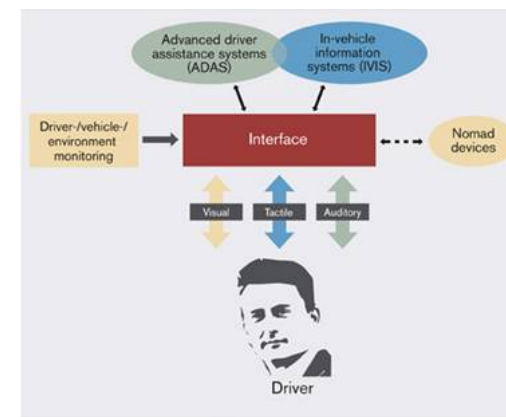 Advanced driver
assistance systems
(ADAS)
In-vehicle
information
systems (IVIS)
Driver-/vehicle-/
environment
monitoring
Interface
Nomad
devices
Visual
Tactile
Auditory
Driver